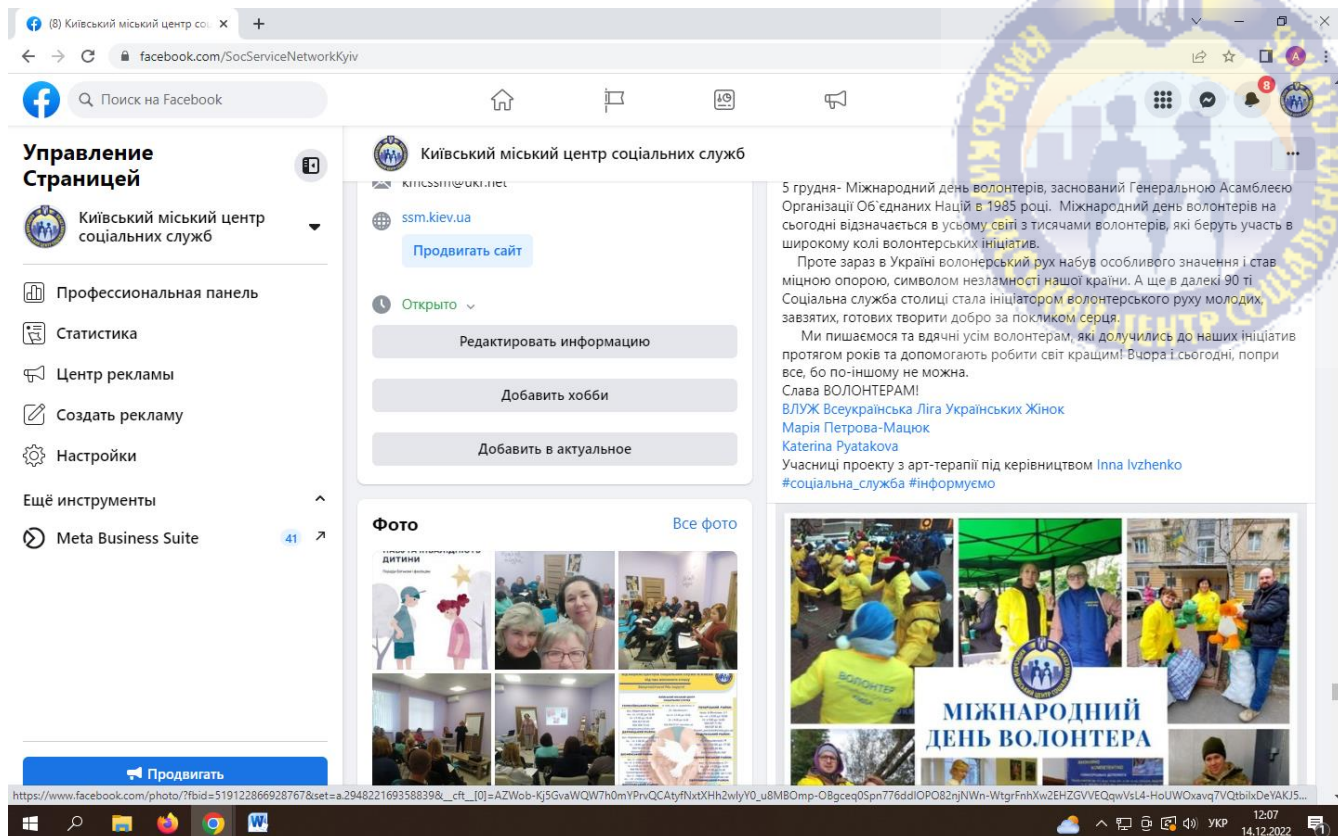 (8) Київський міський центр соц
facebook.com/SocServiceNetworkKyiv
Поиск на Facebook
8
Управление
Страницей
Київський міський центр
соціальних служб
Профессиональная панель
Статистика
Центр рекламы
Создать рекламу
Настройки
Ещё инструменты
Meta Business Suite 41
Продвигать
Київський міський центр соціальних служб
kmcssm@ukr.net
ssm.kiev.ua
Продвигать сайт
Открыто
Редактировать информацию
Добавить хобби
Добавить в актуальное
Фото Все фото
ДИТИНИ
5 грудня- Міжнародний день волонтерів, заснований Генеральною Асамблеєю
Організації Об`єднаних Націй в 1985 році. Міжнародний день волонтерів на
сьогодні відзначається в усьому світі з тисячами волонтерів, які беруть участь в
широкому колі волонтерських ініціатив.
Проте зараз в Україні волонерський рух набув особливого значення і став
міцною опорою, символом незламності нашої країни. А ще в далекі 90 ті
Соціальна служба столиці стала ініціатором волонтерського руху молодих,
завзятих, готових творити добро за покликом серця.
Ми пишаємося та вдячні усім волонтерам, які долучились до наших ініціатив
протягом років та допомогають робити світ кращим! Вчора і сьогодні, попри
все, бо по-іншому не можна.
Слава ВОЛОНТЕРАМ!
ВЛУЖ Всеукраїнська Ліга Українських Жінок
Марія Петрова-Мацюк
Katerina Pyatakova
Учасниці проекту з арт-терапії під керівництвом Inna Ivzhenko
#соціальна_служба #інформуємо
ВОЛОНТЕР
МІЖНАРОДНИЙ
ДЕНЬ ВОЛОНТЕРА
УКР
12:07
14.12.2022